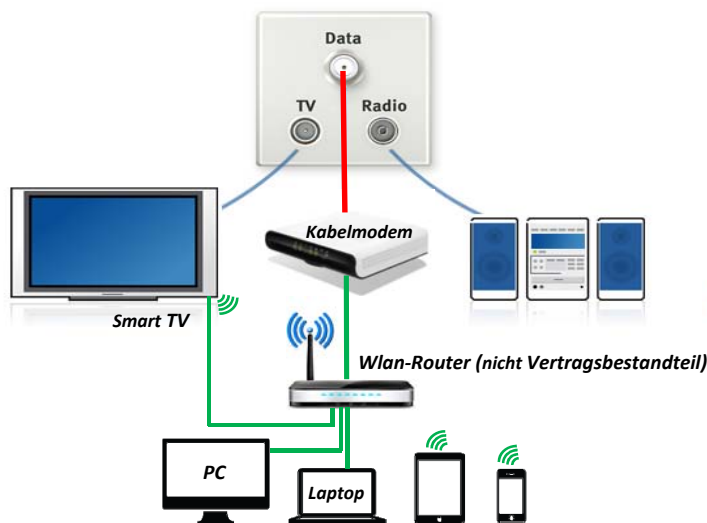 Data
TV Radio
Kabelmodem
Smart TV
Wlan-Router (nicht Vertragsbestandteil)
PC
Laptop